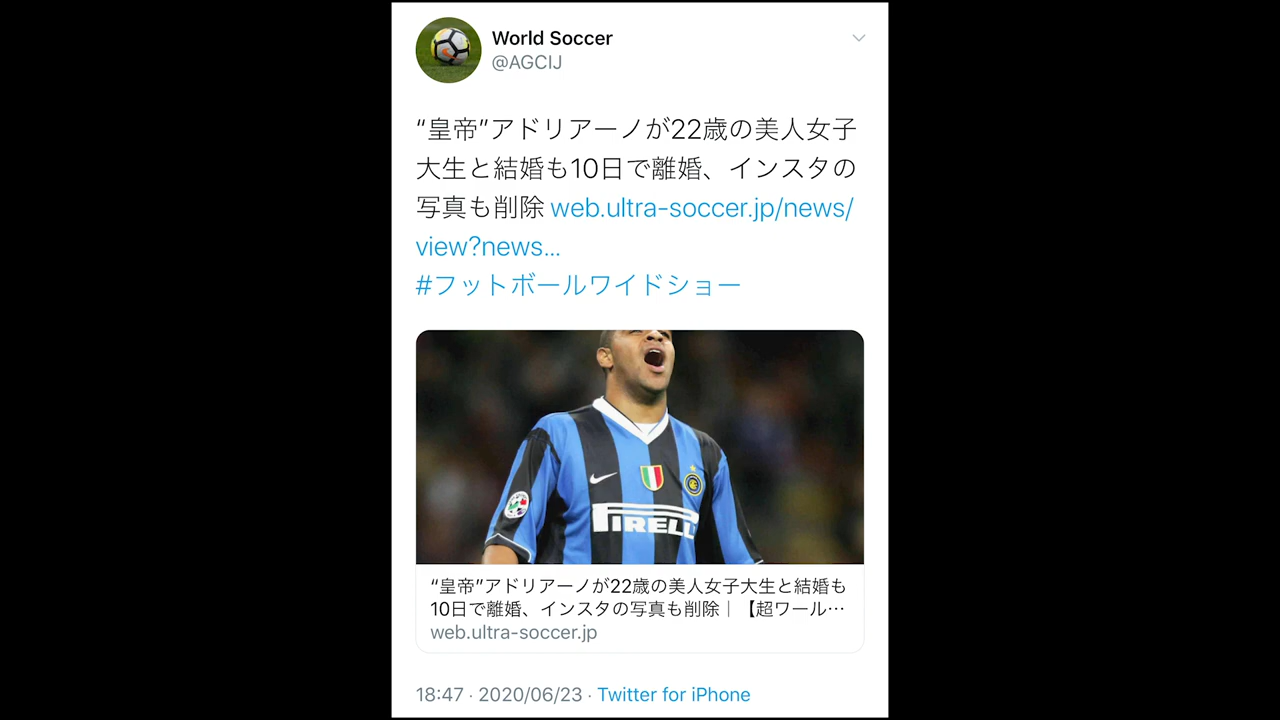 World Soccer
@AGCIJ
“皇帝”アドリアーノが22歳の美人女子
大生と結婚も10日で離婚、インスタの
写真も削除 web.ultra-soccer.jp/news/
view?news...
#フットボールワイドショー
PIRELLI
“皇帝”アドリアーノが22歳の美人女子大生と結婚も
10日で離婚、インスタの写真も削除｜【超ワール…
web.ultra-soccer.jp
18:47 · 2020/06/23 · Twitter for iPhone